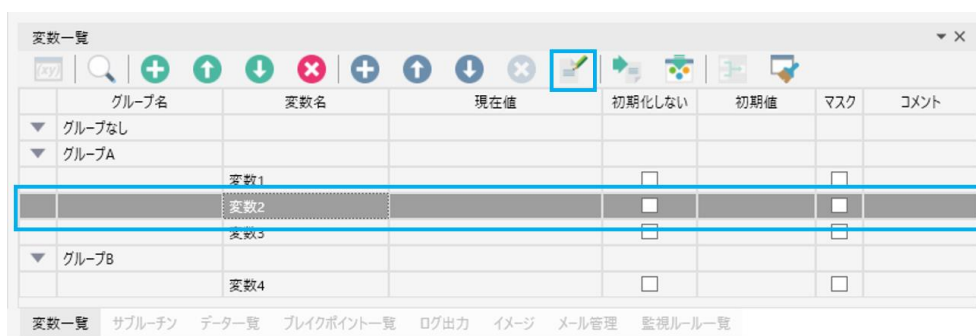 変数一覧
グループ名 変数名 現在値 初期化しない 初期値 マスク コメント
グループなし
グループA
変数1
変数2
変数3
グループB
変数4
変数一覧 サブルーチン データ一覧 ブレイクポイント一覧 ログ出力 イメージ メール管理 監視ルール一覧